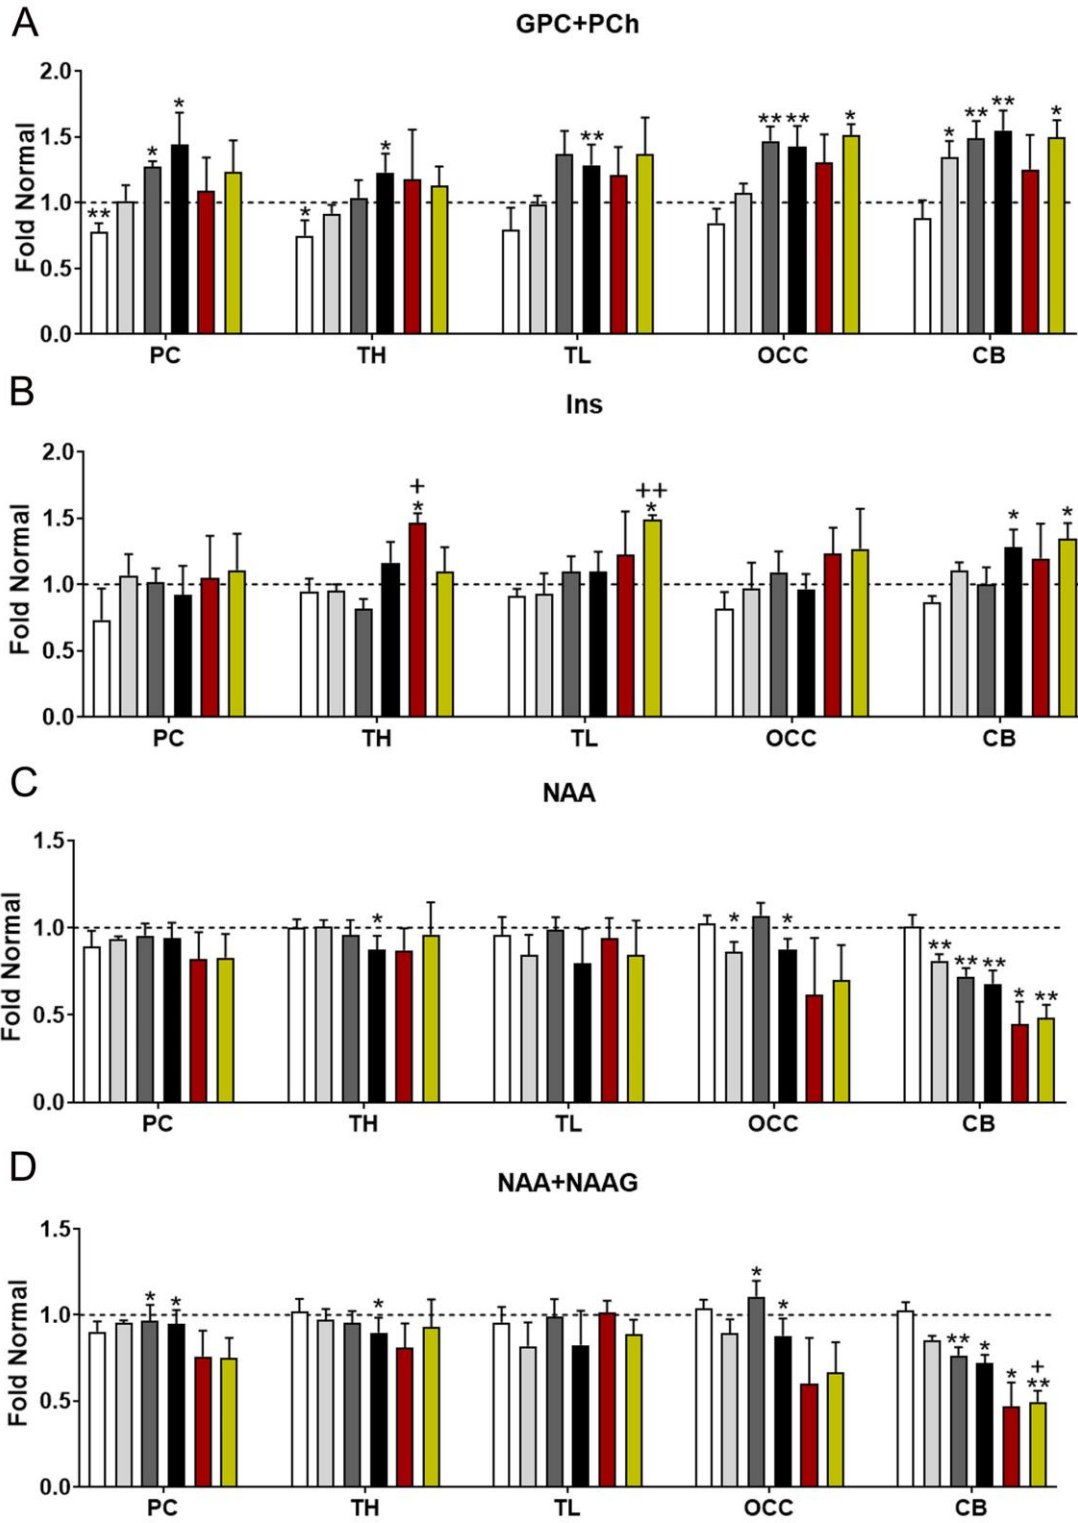 A
GPC+PCh
Fold Normal
2.0
1.5
1.0
0.5
0.0
** * * * * ** ** ** * * ** ** *
PC TH TL OCC CB
B
Ins
Fold Normal
2.0
1.5
1.0
0.5
0.0
+ ++
* * * *
PC TH TL OCC CB
C
NAA
Fold Normal
1.5
1.0
0.5
0.0
* * * ** ** ** * **
PC TH TL OCC CB
D
NAA+NAAG
Fold Normal
1.5
1.0
0.5
0.0
+
* * * * * ** * * **
PC TH TL OCC CB